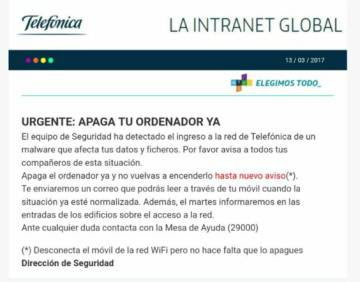 Telefónica
LA INTRANET GLOBAL
13 / 03 / 2017
ELEGIMOS TODO_
URGENTE: APAGA TU ORDENADOR YA
El equipo de Seguridad ha detectado el ingreso a la red de Telefónica de un
malware que afecta tus datos y ficheros. Por favor avisa a todos tus
compañeros de esta situación.
Apaga el ordenador ya y no vuelvas a encenderlo hasta nuevo aviso(*).
Te enviaremos un correo que podrás leer a través de tu móvil cuando la
situación ya esté normalizada. Además, el martes informaremos en las
entradas de los edificios sobre el acceso a la red.
Ante cualquier duda contacta con la Mesa de Ayuda (29000)
(*) Desconecta el móvil de la red WiFi pero no hace falta que lo apagues
Dirección de Seguridad